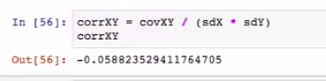 In [56]: corrXY = covXY / (sdX * sdY)
corrXY
Out[56]: -0.058823529411764705